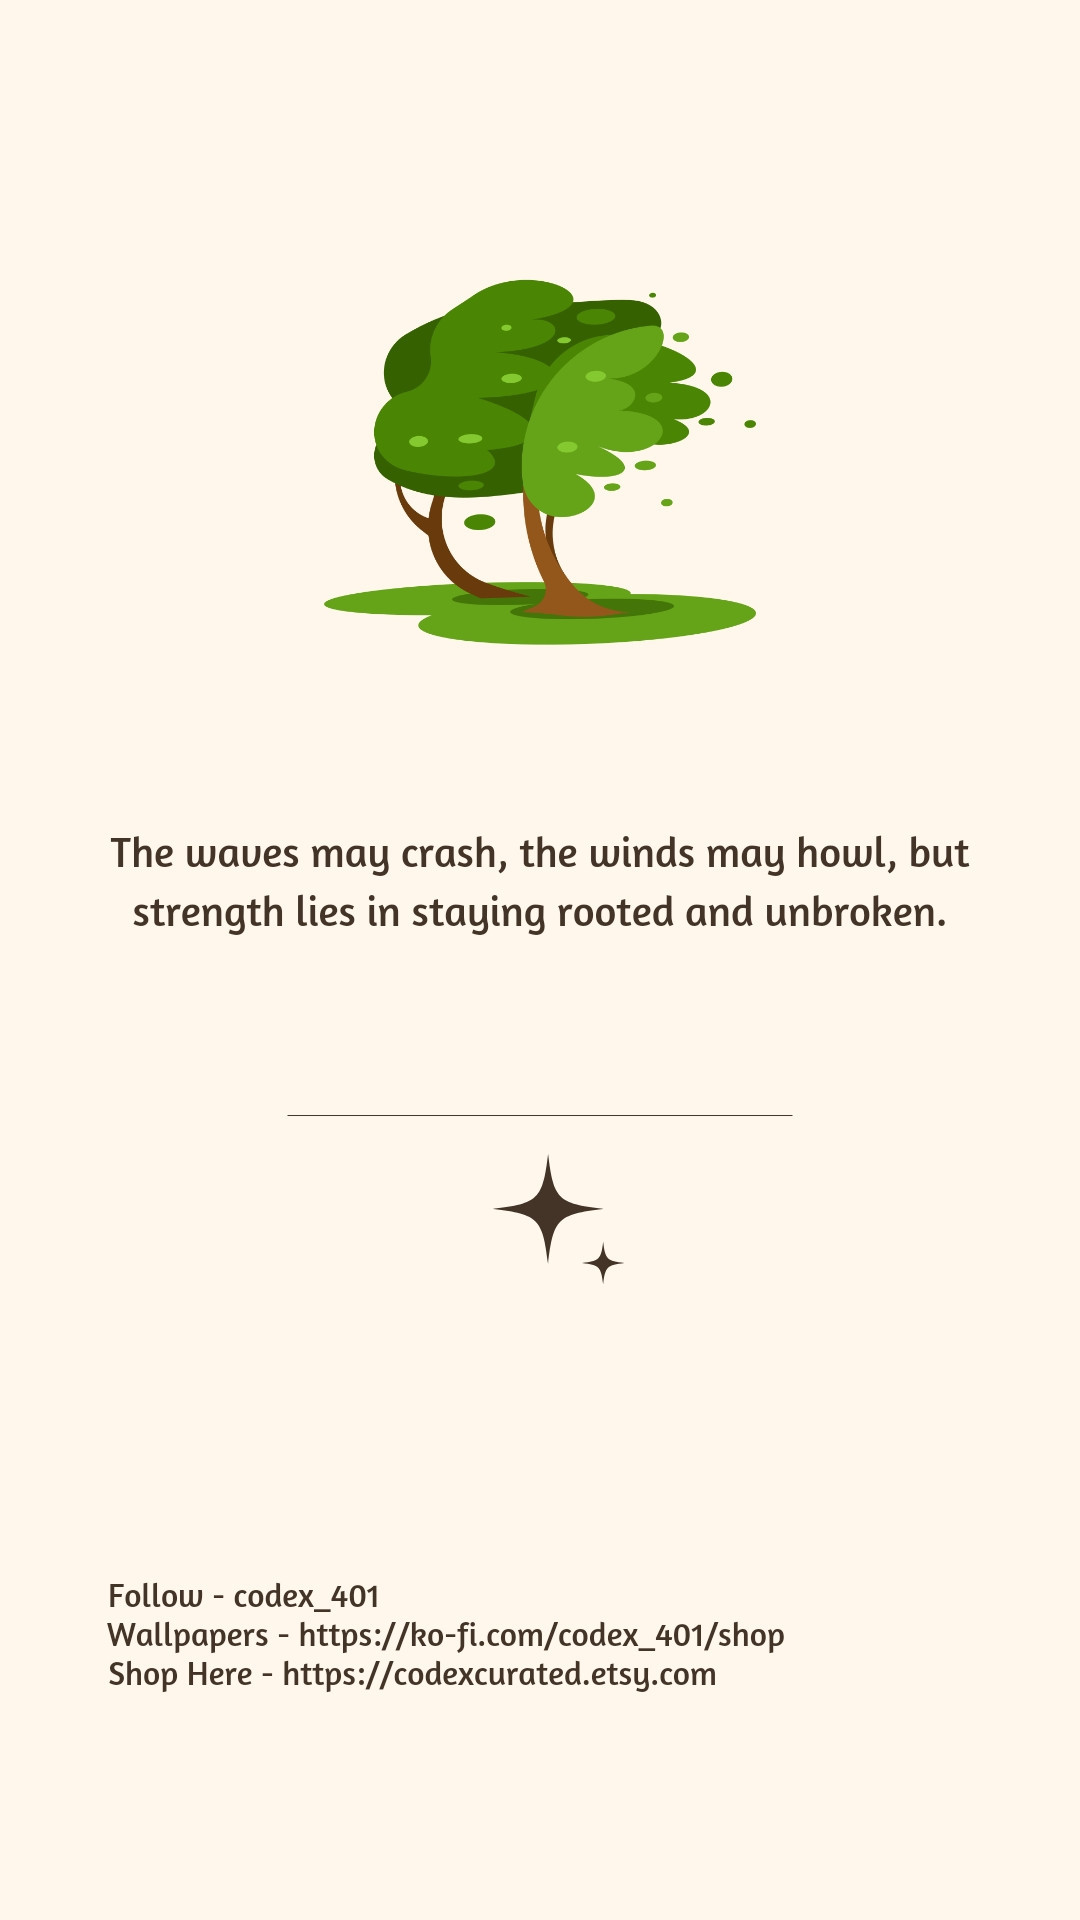 The waves may crash, the winds may howl, but
strength lies in staying rooted and unbroken.
Follow - codex_401
Wallpapers - https://ko-fi.com/codex_401/shop
Shop Here - https://codexcurated.etsy.com